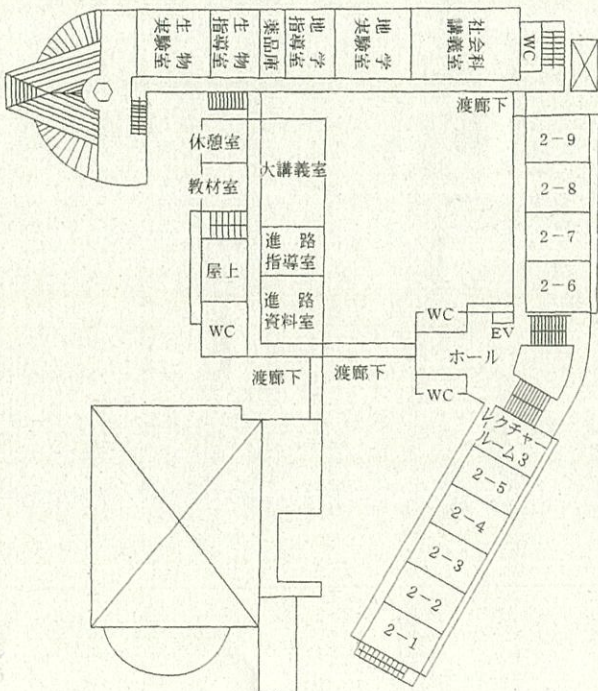 生物
実験室
生物
指導室
薬品庫
地学
指導室
地学
実験室
社会科
講義室
WC
渡廊下
休憩室
大講義室
教材室
進路
指導室
屋上
進路
資料室
WC
渡廊下
渡廊下
WC
EV
ホール
WC
2-9
2-8
2-7
2-6
レクチャー
ルーム3
2-5
2-4
2-3
2-2
2-1